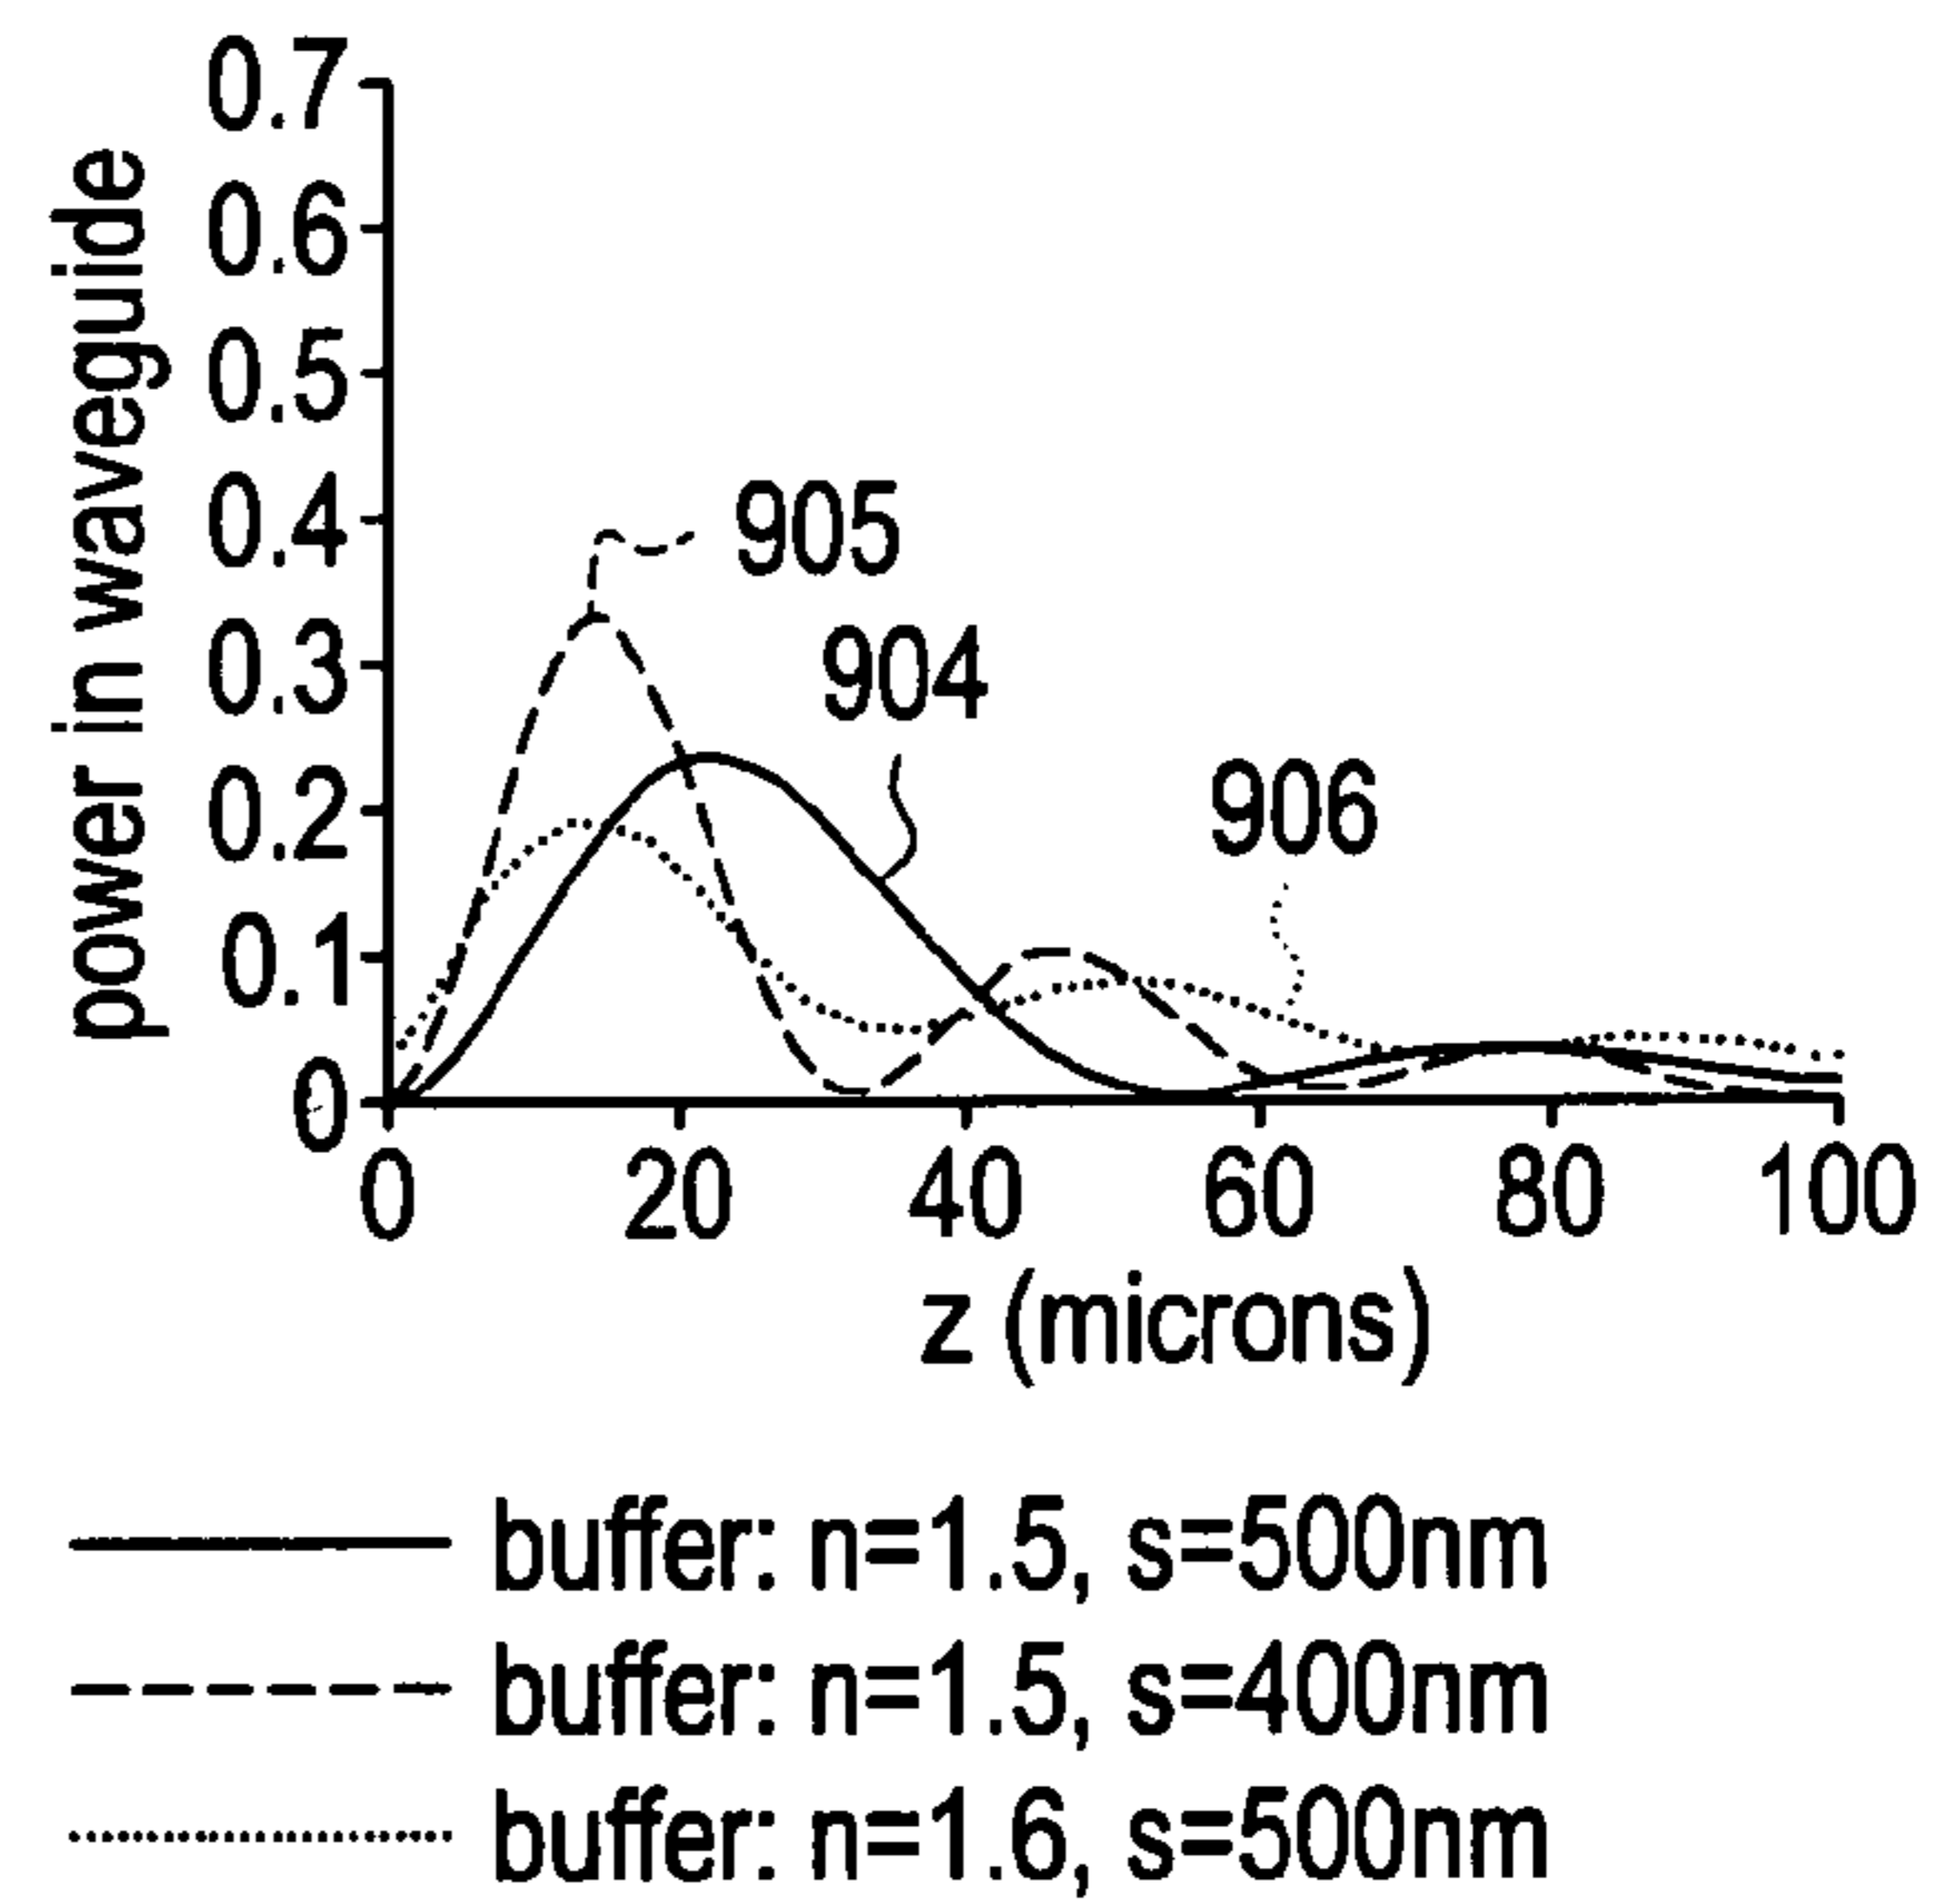 power in waveguide
0.7
0.6
0.5
0.4
0.3
0.2
0.1
0
905
904
906
0 20 40 60 80 100
z (microns)
buffer: n=1.5, s=500nm
buffer: n=1.5, s=400nm
buffer: n=1.6, s=500nm